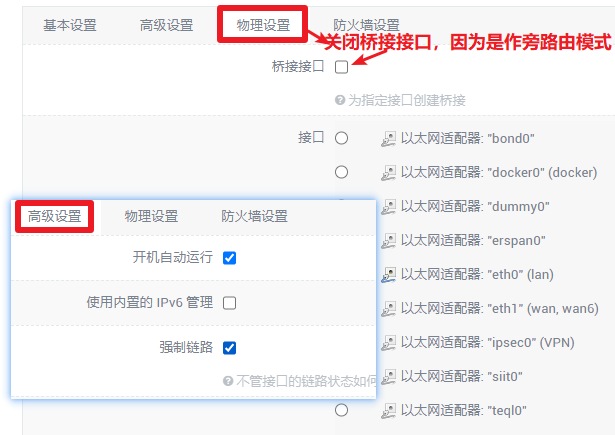 基本设置 高级设置 物理设置 防火墙设置
关闭桥接接口，因为是作旁路由模式
桥接接口
为指定接口创建桥接
接口
以太网适配器: "bond0"
以太网适配器: "docker0" (docker)
以太网适配器: "dummy0"
以太网适配器: "erspan0"
以太网适配器: "eth0" (lan)
以太网适配器: "eth1" (wan, wan6)
以太网适配器: "ipsec0" (VPN)
以太网适配器: "siit0"
以太网适配器: "teql0"
高级设置 物理设置 防火墙设置
开机自动运行
使用内置的 IPv6 管理
强制链路
不管接口的链路状态如何